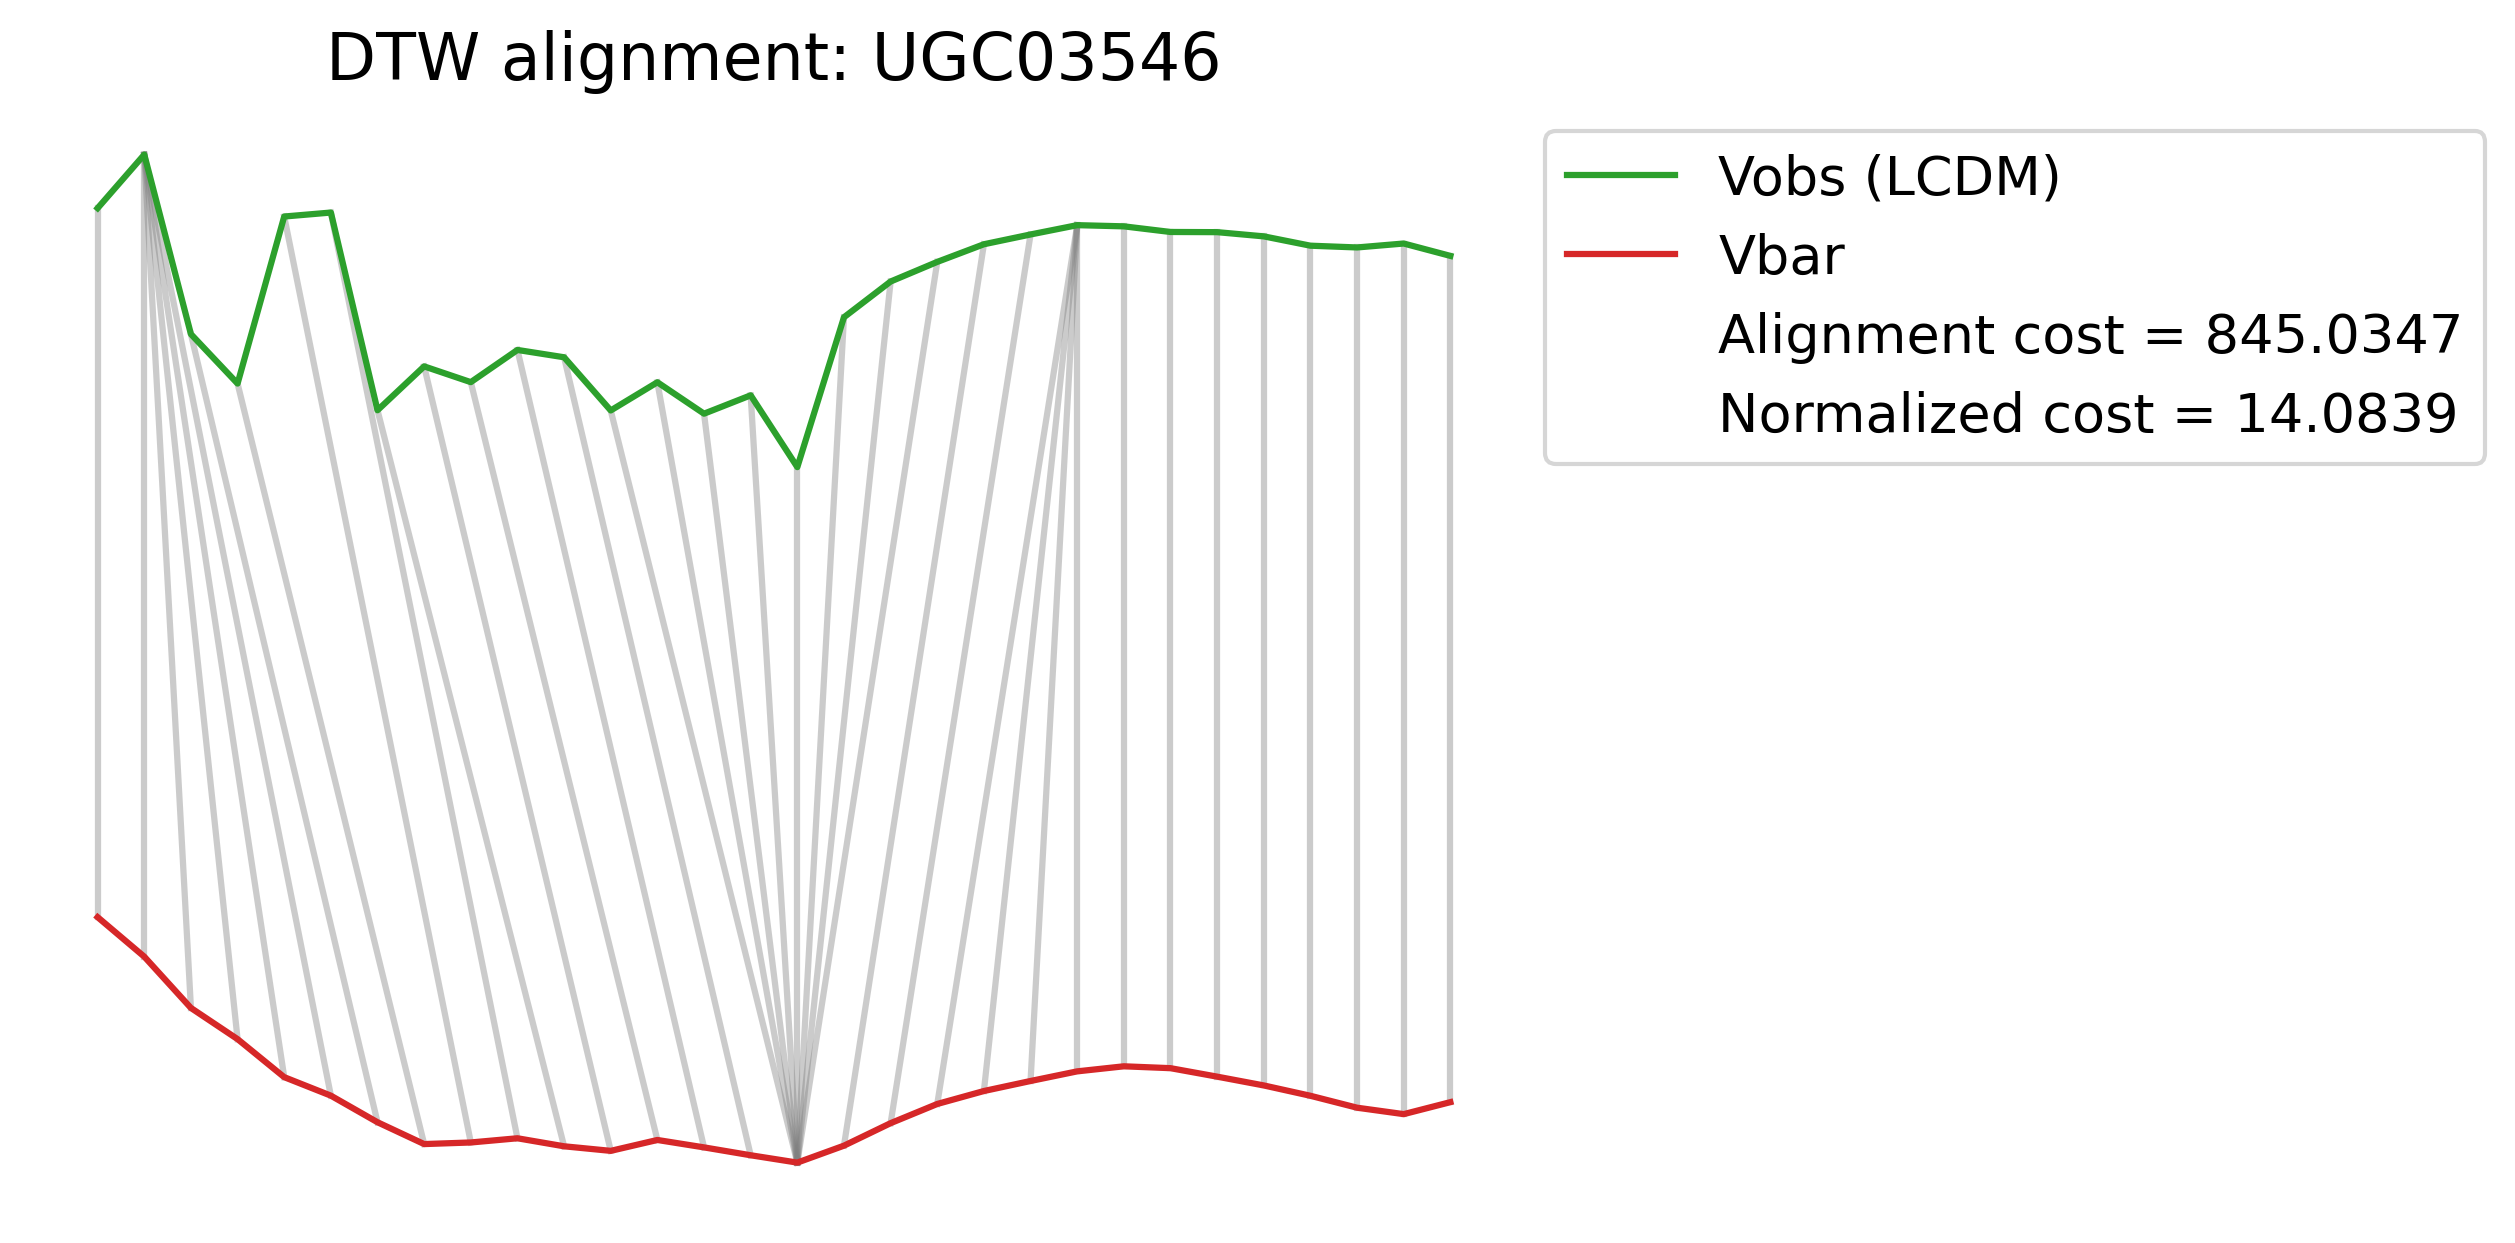 DTW alignment: UGC03546
Vobs (LCDM)
Vbar
Alignment cost = 845.0347
Normalized cost = 14.0839